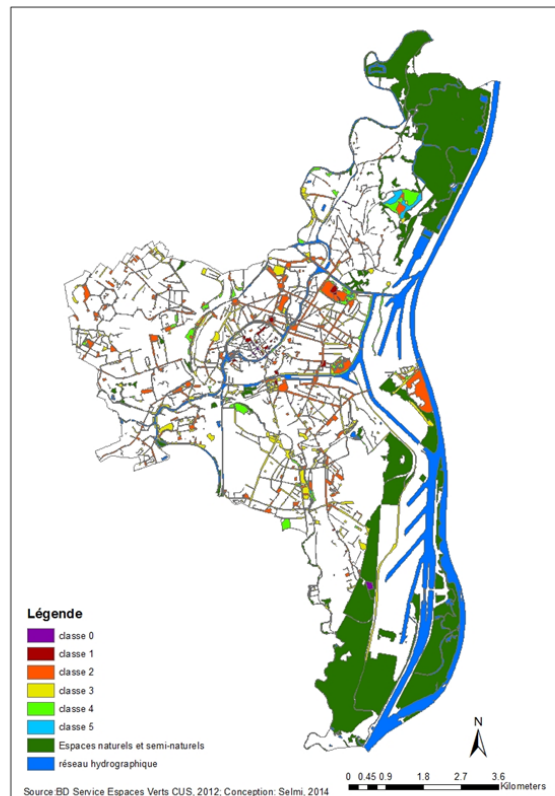 Légende
classe 0
classe 1
classe 2
classe 3
classe 4
classe 5
Espaces naturels et semi-naturels
réseau hydrographique
N
0 0.45 0.9 1.8 2.7 3.6
Kilometers
Source:BD Service Espaces Verts CUS, 2012; Conception: Selmi, 2014